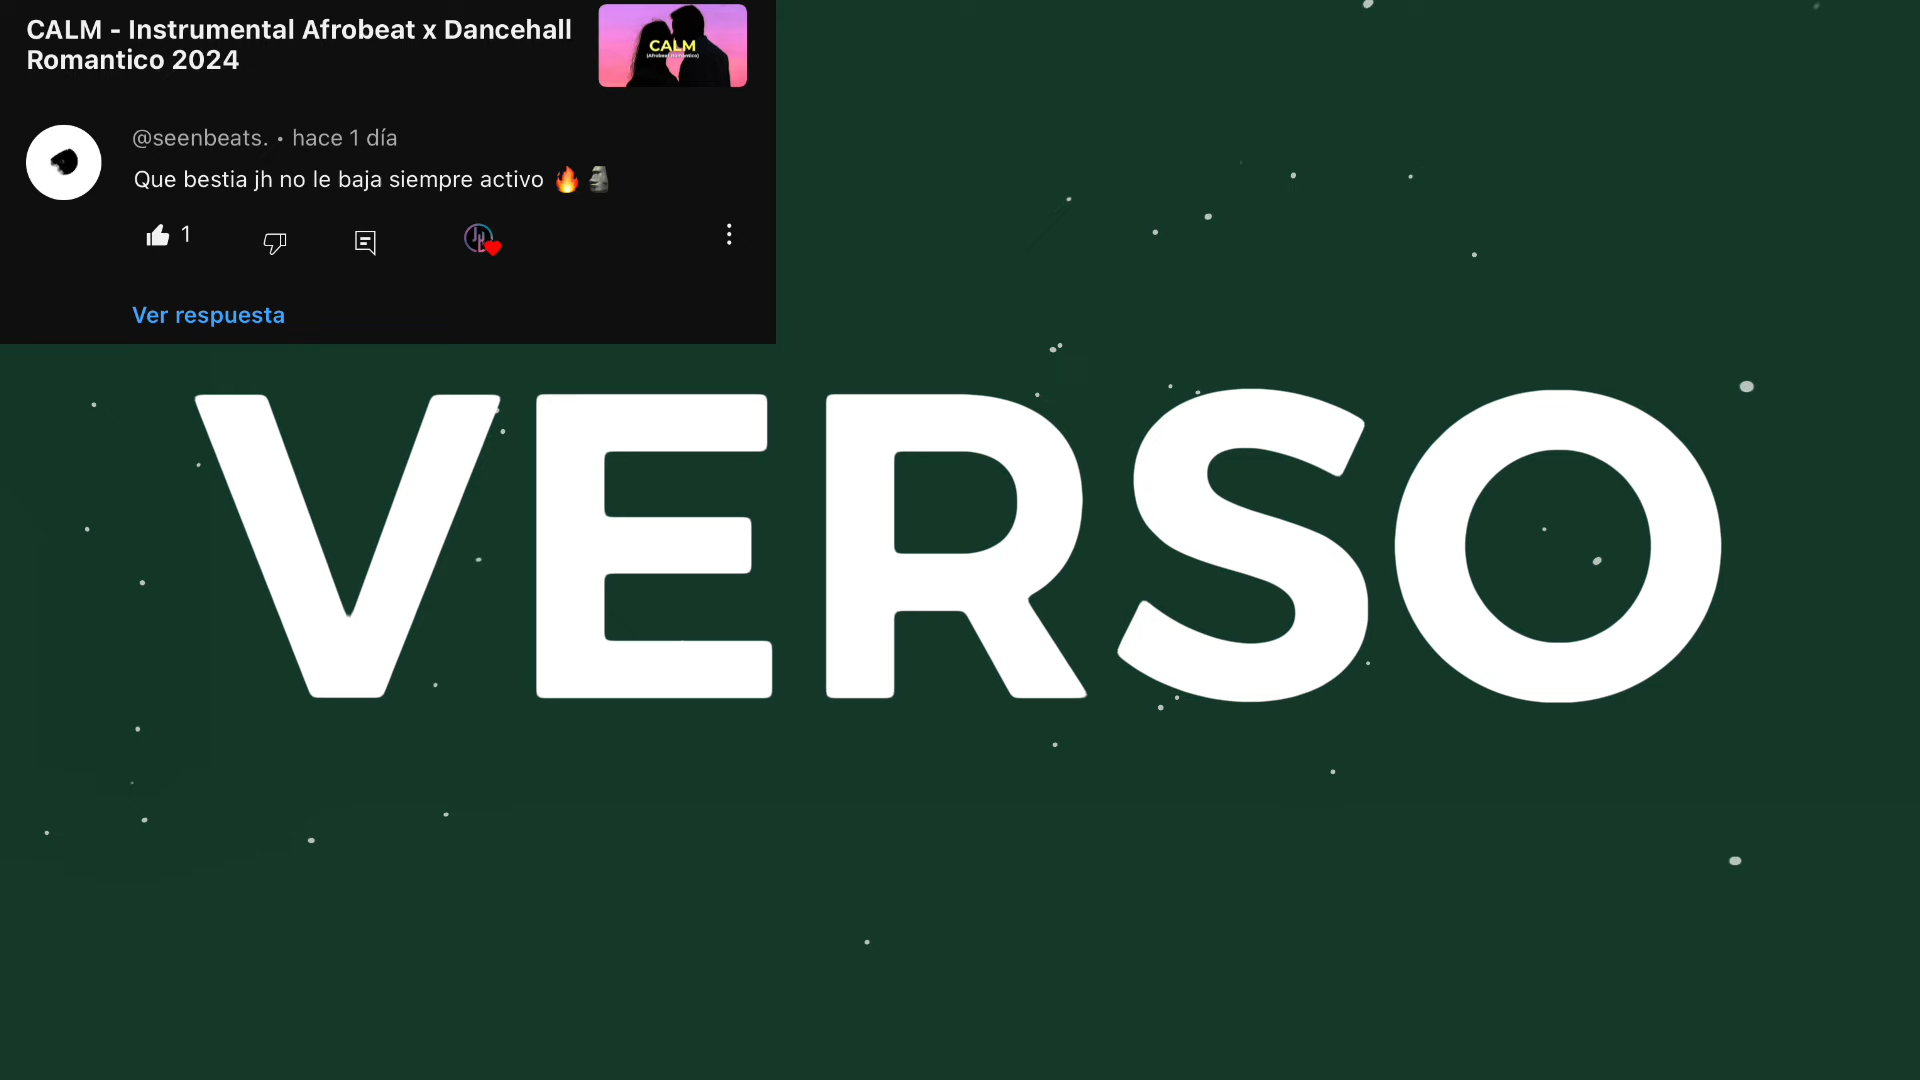 CALM - Instrumental Afrobeat x Dancehall
Romantico 2024
CALM
@seenbeats. • hace 1 día
Que bestia jh no le baja siempre activo 🔥 🗿
1
Ver respuesta
VERSO